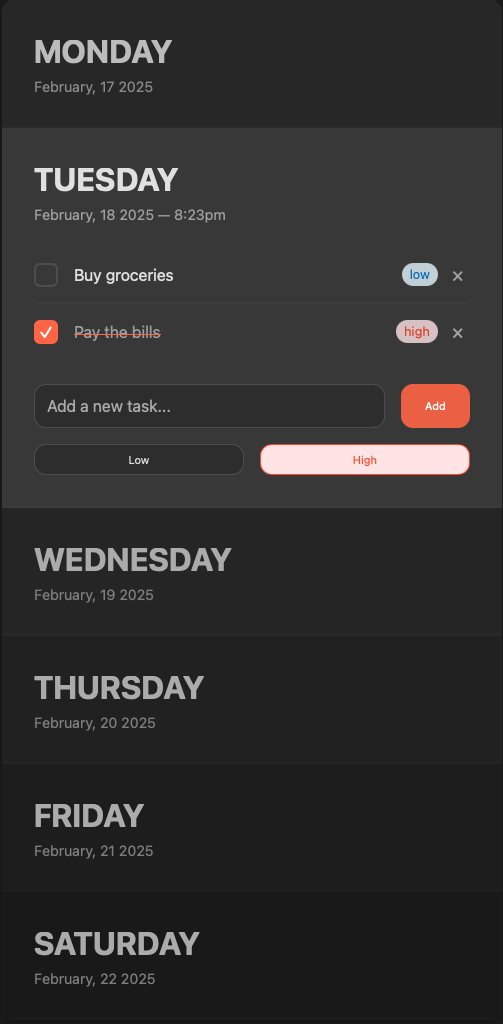 MONDAY
February, 17 2025
TUESDAY
February, 18 2025 — 8:23pm
Buy groceries low ×
Pay the bills high ×
Add a new task... Add
Low High
WEDNESDAY
February, 19 2025
THURSDAY
February, 20 2025
FRIDAY
February, 21 2025
SATURDAY
February, 22 2025